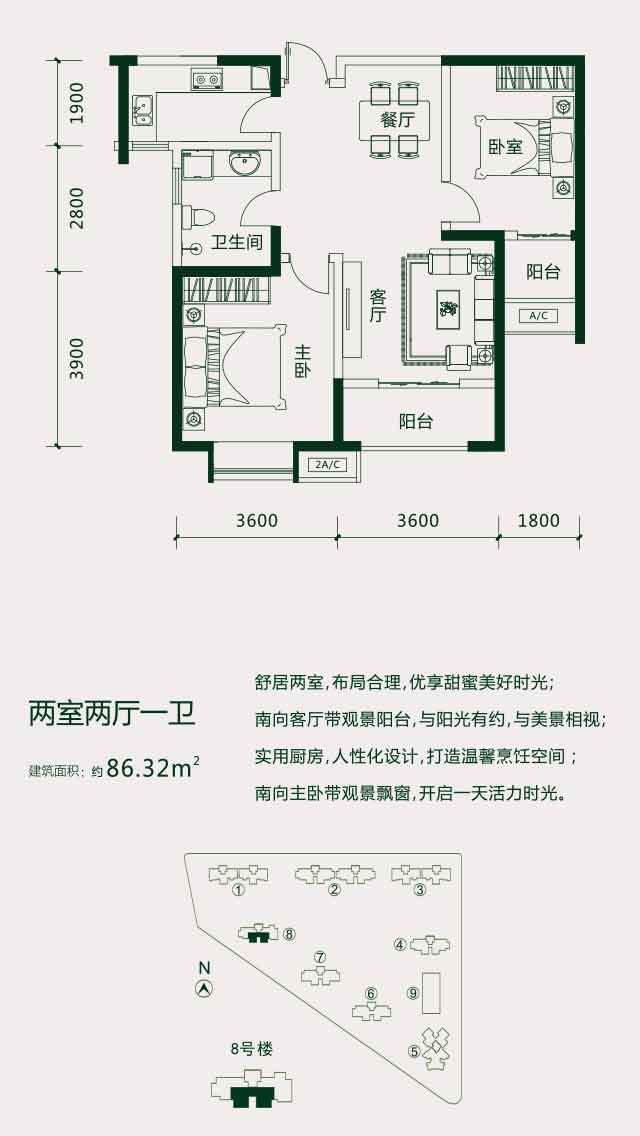 1900
2800
3900
餐厅
卧室
卫生间
阳台
A/C
客厅
主卧
阳台
2A/C
3600
3600
1800
两室两厅一卫
建筑面积：约86.32m²
舒居两室，布局合理，优享甜蜜美好时光；
南向客厅带观景阳台，与阳光有约，与美景相视；
实用厨房，人性化设计，打造温馨烹饪空间；
南向主卧带观景飘窗，开启一天活力时光。
①
②
③
⑧
④
⑦
⑥
⑨
⑤
N
8号楼